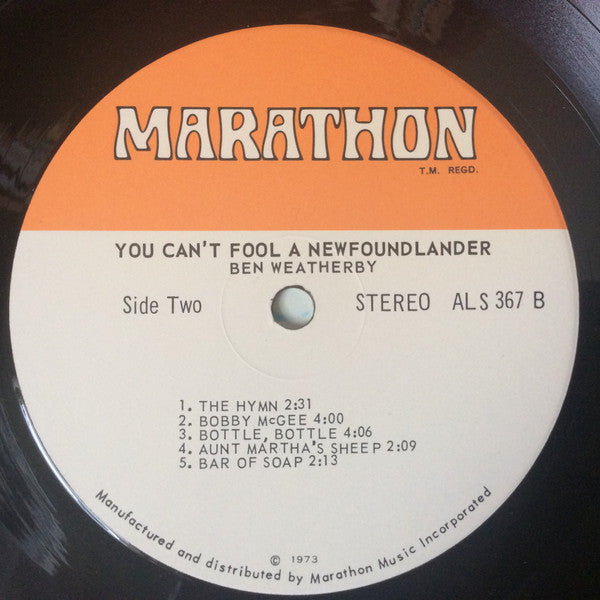 MARATHON
T.M. REGD.
YOU CAN'T FOOL A NEWFOUNDLANDER
BEN WEATHERBY
Side Two STEREO ALS 367 B
1. THE HYMN 2:31
2. BOBBY McGEE 4:00
3. BOTTLE, BOTTLE 4:06
4. AUNT MARTHA'S SHEEP 2:09
5. BAR OF SOAP 2:13
© 1973
Manufactured and distributed by Marathon Music Incorporated